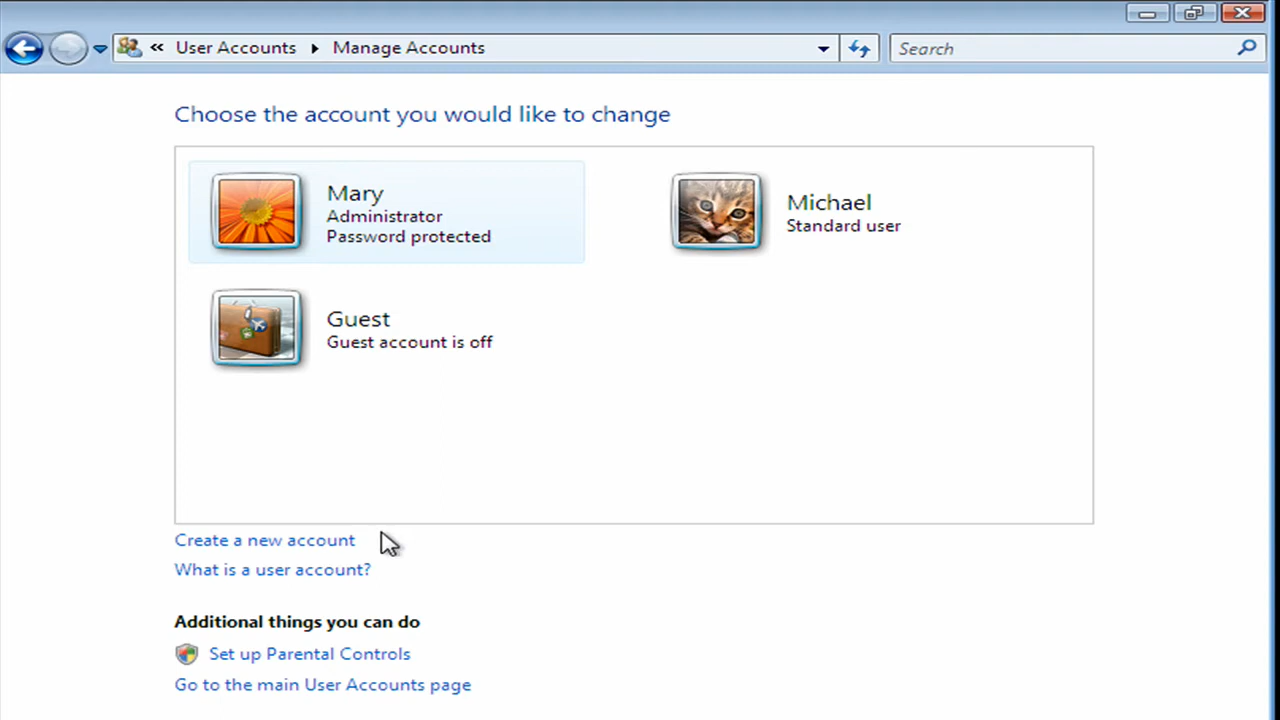 « User Accounts Manage Accounts
Search
Choose the account you would like to change
Mary
Administrator
Password protected
Michael
Standard user
Guest
Guest account is off
Create a new account
What is a user account?
Additional things you can do
Set up Parental Controls
Go to the main User Accounts page